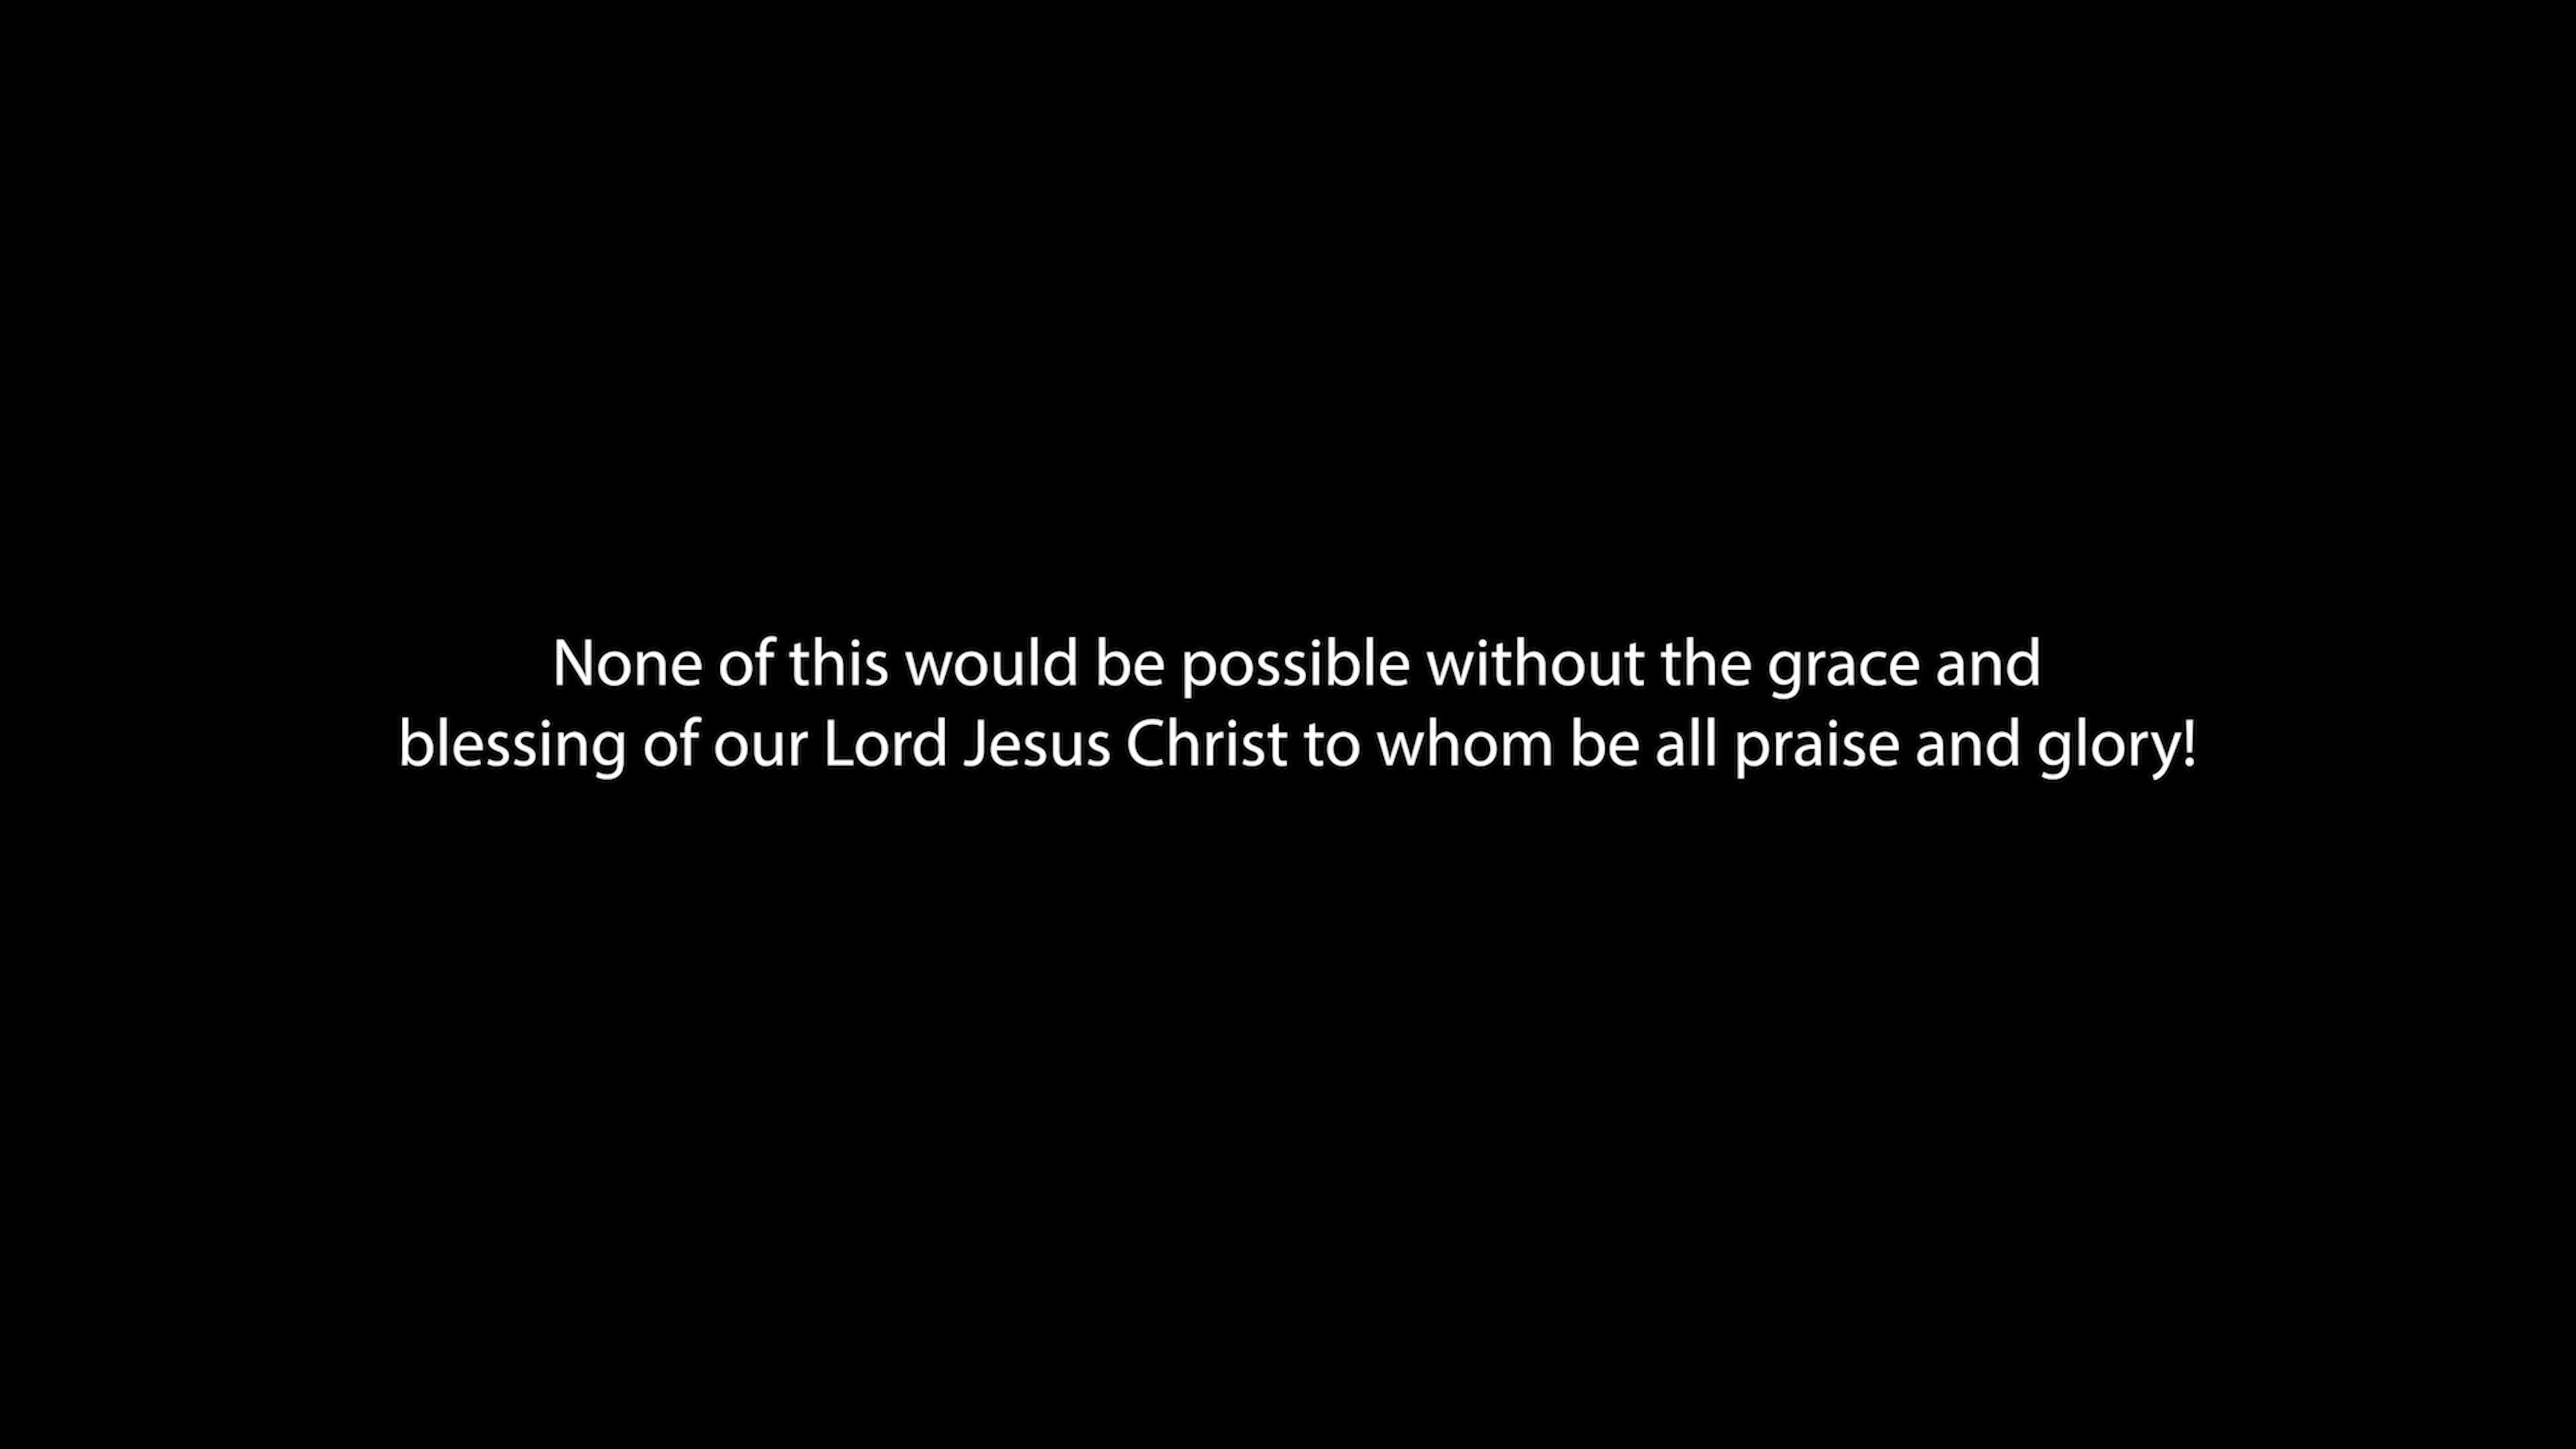 None of this would be possible without the grace and
blessing of our Lord Jesus Christ to whom be all praise and glory!